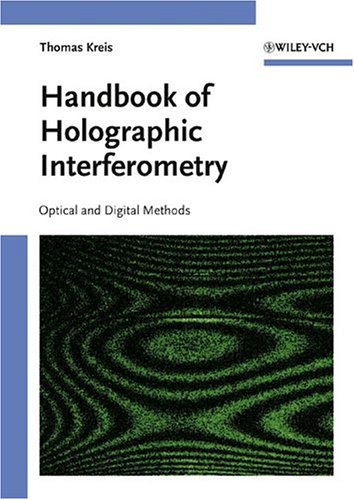 Thomas Kreis
WILEY-VCH
Handbook of
Holographic
Interferometry
Optical and Digital Methods